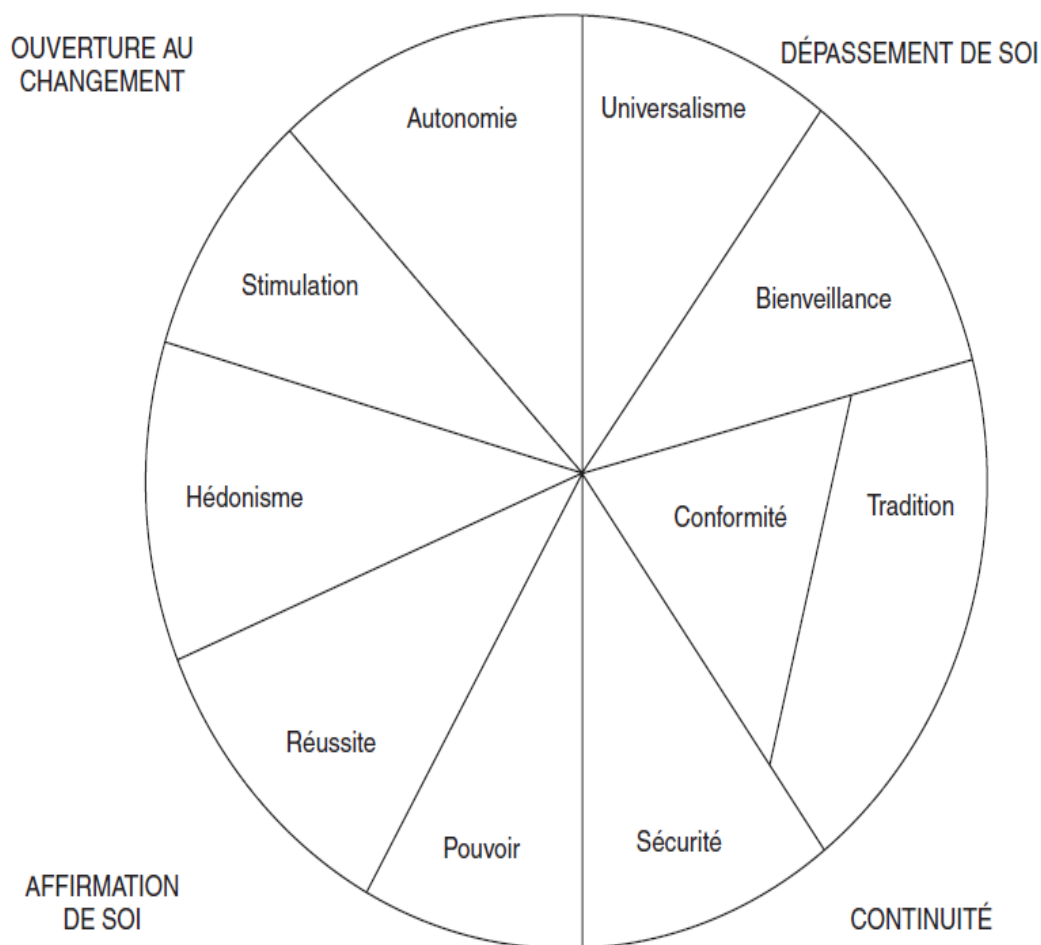 OUVERTURE AU
CHANGEMENT
DÉPASSEMENT DE SOI
Autonomie
Universalisme
Stimulation
Bienveillance
Hédonisme
Conformité
Tradition
Réussite
Pouvoir
Sécurité
AFFIRMATION
DE SOI
CONTINUITÉ